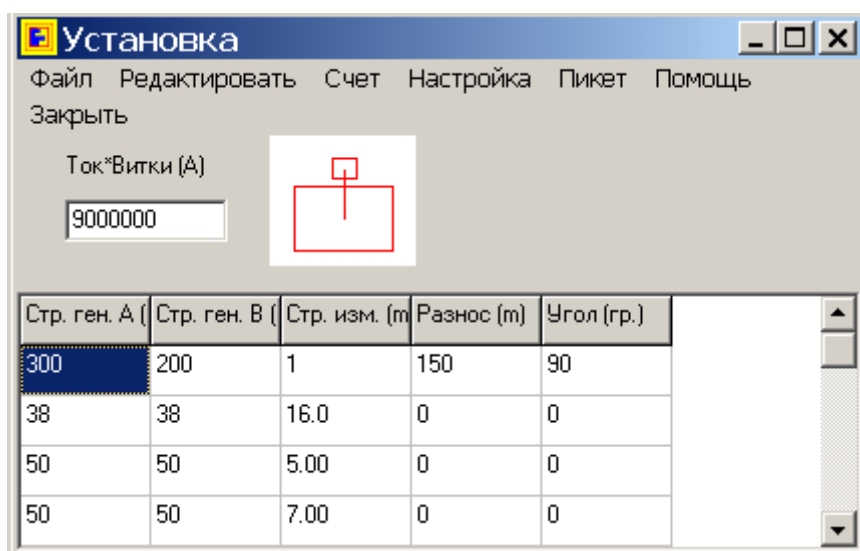 Установка
Файл Редактировать Счет Настройка Пикет Помощь
Закрыть
Ток*Витки (А)
9000000
Стр. ген. А ( Стр. ген. В ( Стр. изм. (m Разнос (m) Угол (гр.)
300 200 1 150 90
38 38 16.0 0 0
50 50 5.00 0 0
50 50 7.00 0 0